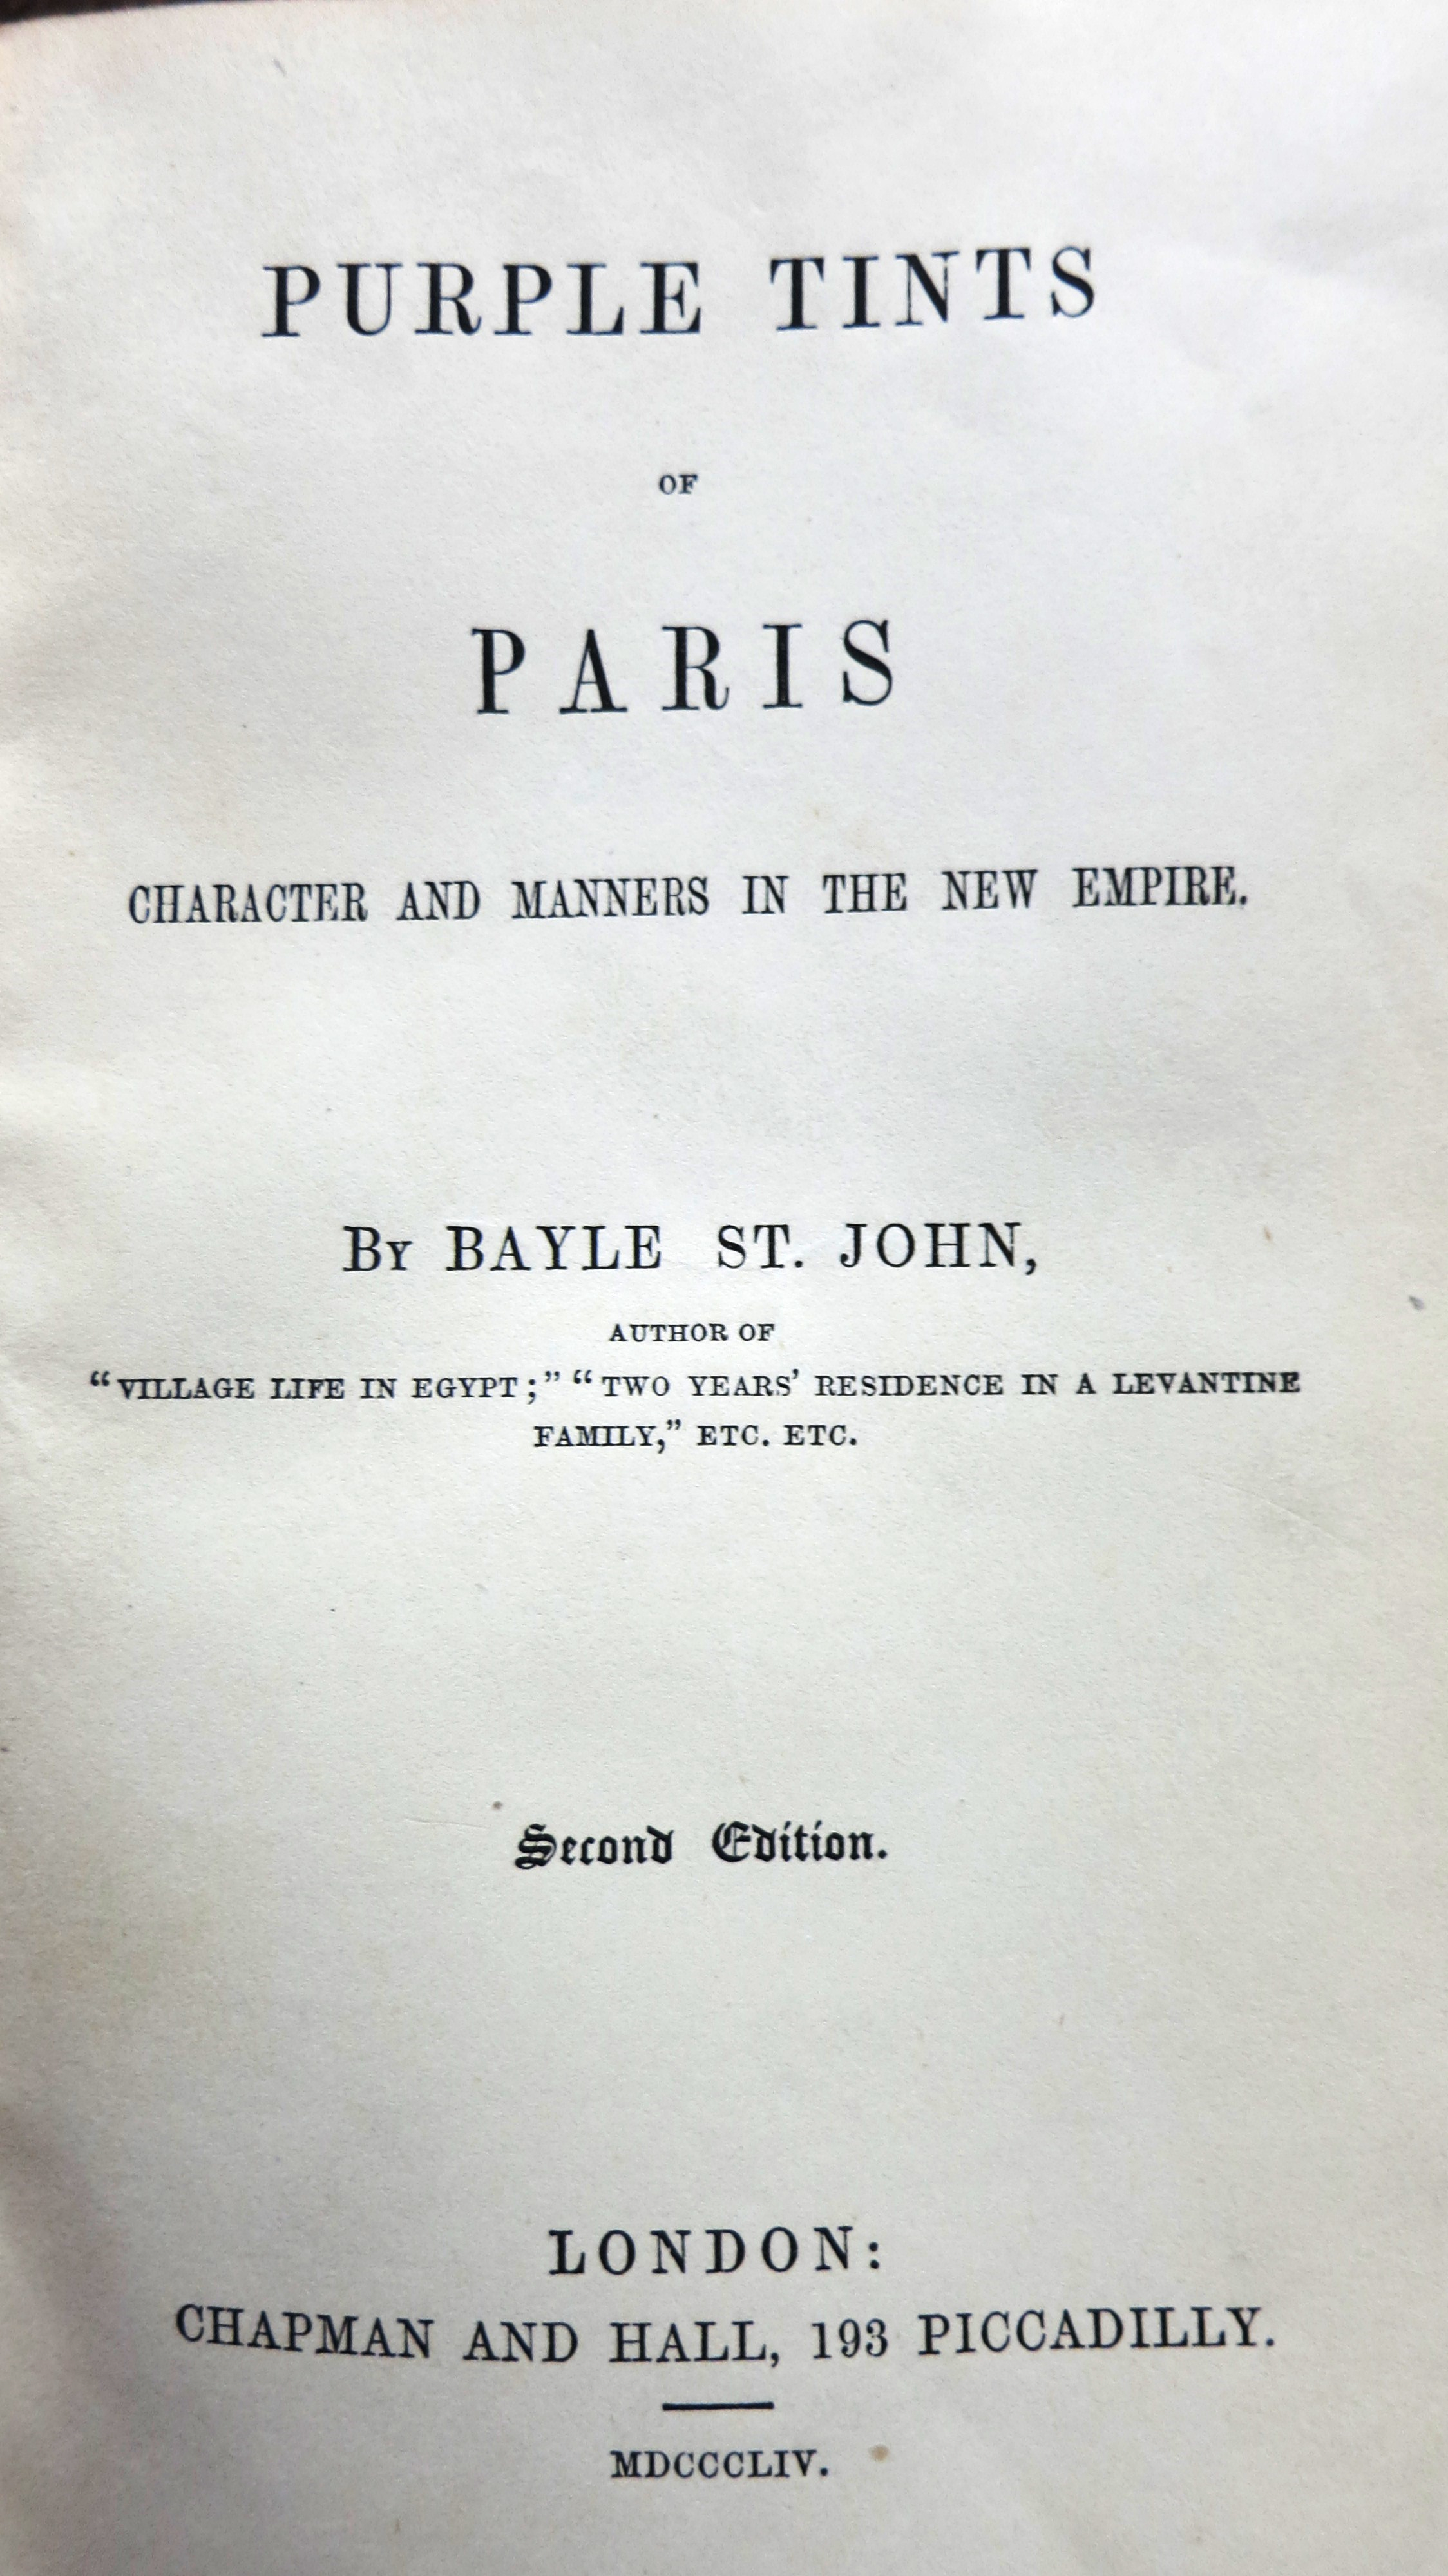 PURPLE TINTS
OF
PARIS
CHARACTER AND MANNERS IN THE NEW EMPIRE.
By BAYLE ST. JOHN,
AUTHOR OF
“VILLAGE LIFE IN EGYPT;” “TWO YEARS’ RESIDENCE IN A LEVANTINE
FAMILY,” ETC. ETC.
Second Edition.
LONDON:
CHAPMAN AND HALL, 193 PICCADILLY.
MDCCCLIV.